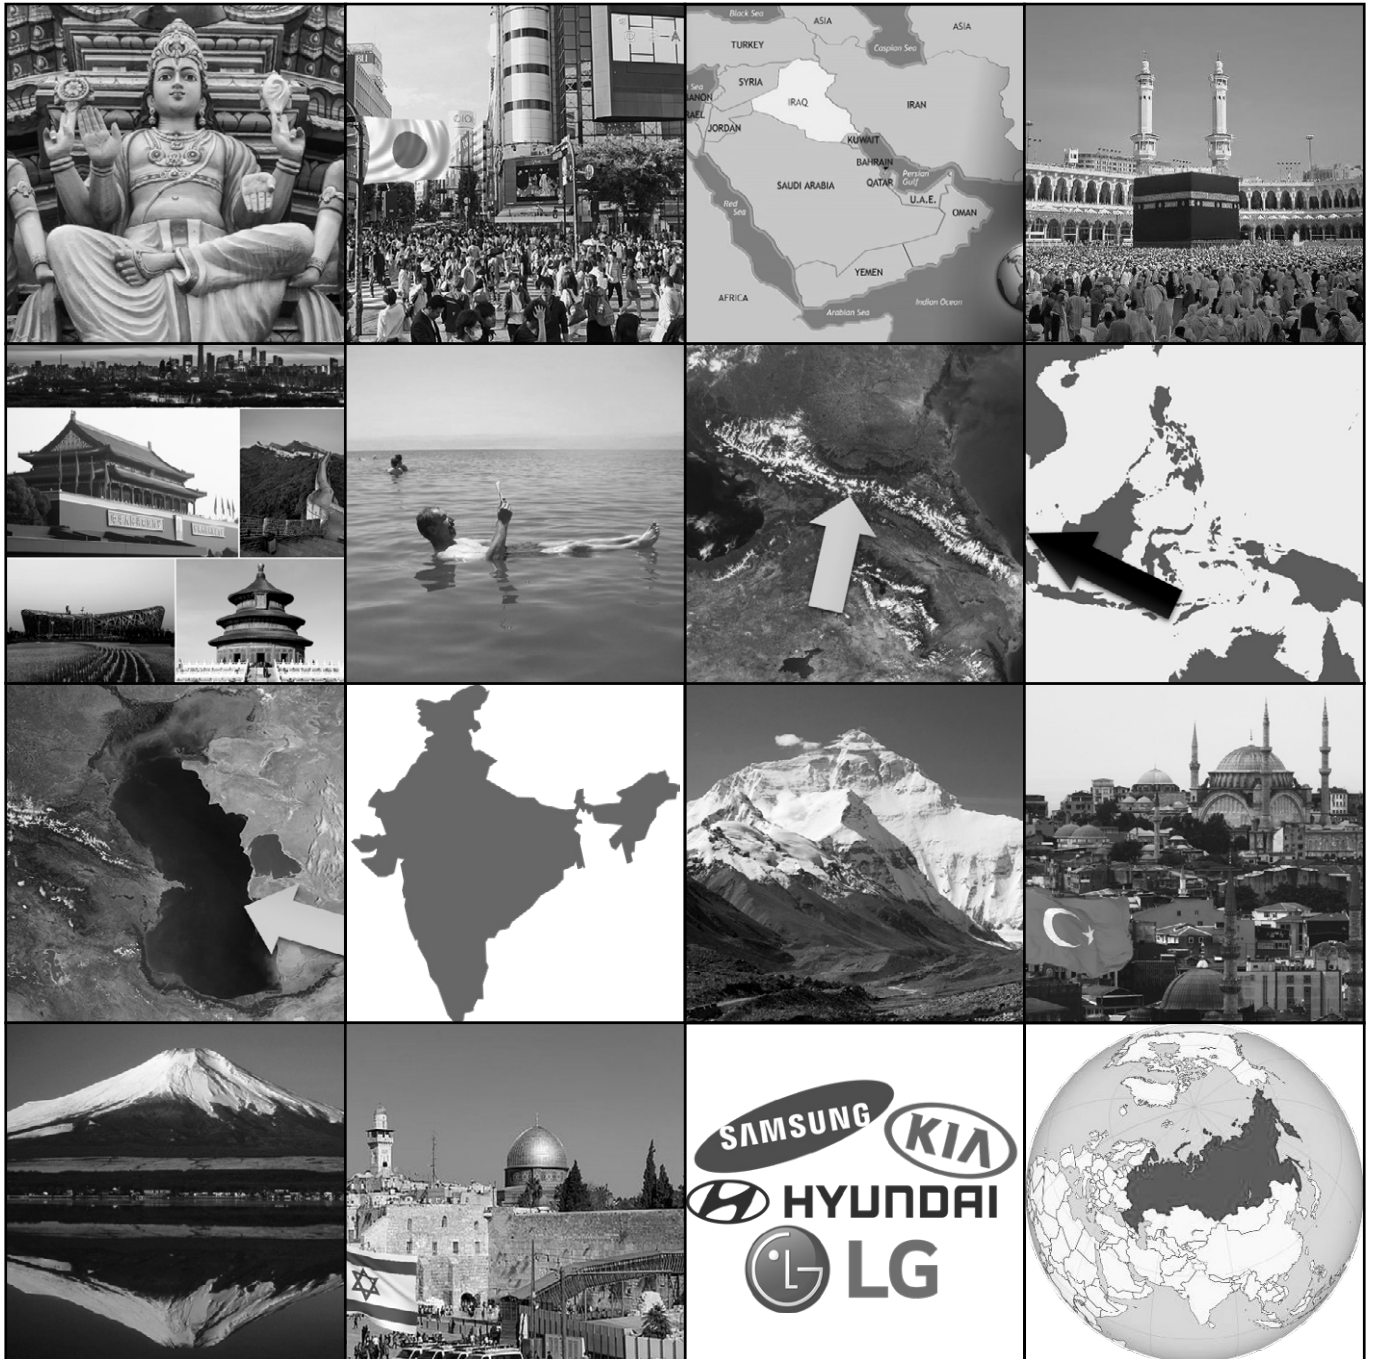 Black Sea
ASIA
ASIA
TURKEY
Caspian Sea
SYRIA
IRAQ
IRAN
JORDAN
KUWAIT
BAHRAIN
Persian
Gulf
SAUDI ARABIA
QATAR
U.A.E.
Red
Sea
OMAN
YEMEN
AFRICA
Indian Ocean
Arabian Sea
SAMSUNG
KIA
HYUNDAI
LG